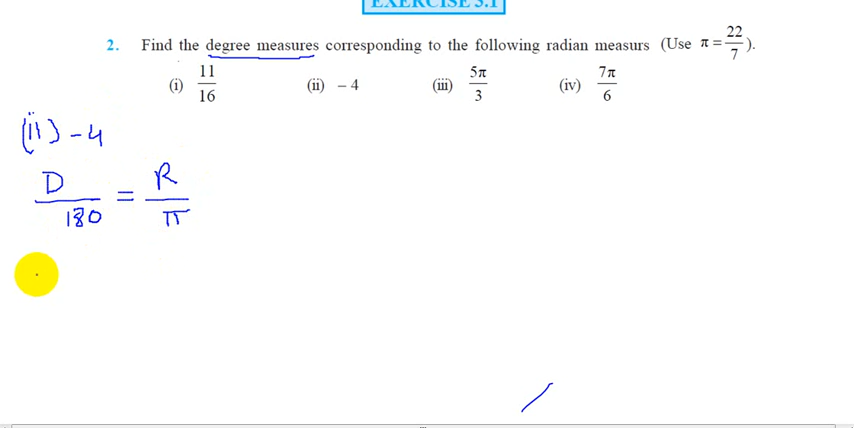 EXERCISE 3.1
2. Find the degree measures corresponding to the following radian measurs (Use π = 22/7).
(i) 11/16 (ii) – 4 (iii) 5π/3 (iv) 7π/6
(ii) -4
D/180 = R/π